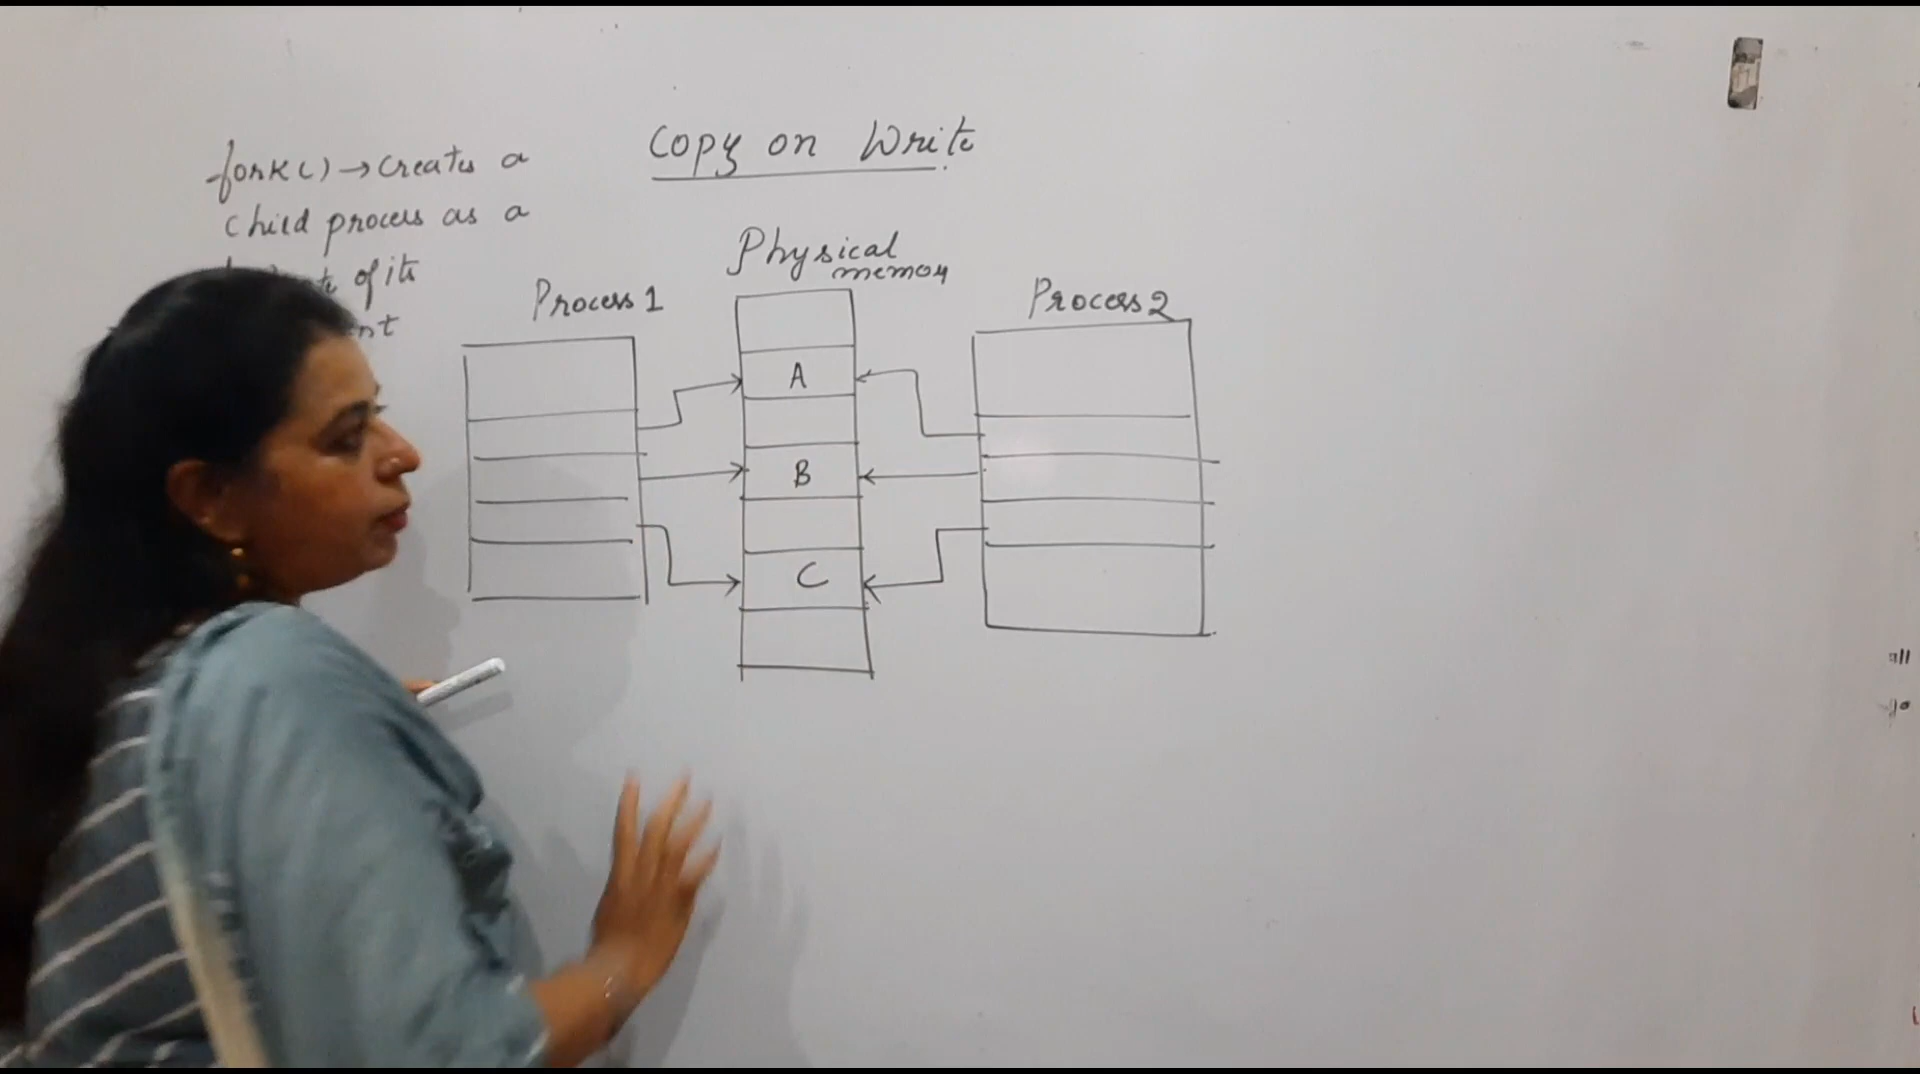 Copy on Write
fork() → Creates a
Child process as a
of its
Physical
memory
Process 1
Process 2
A
B
C